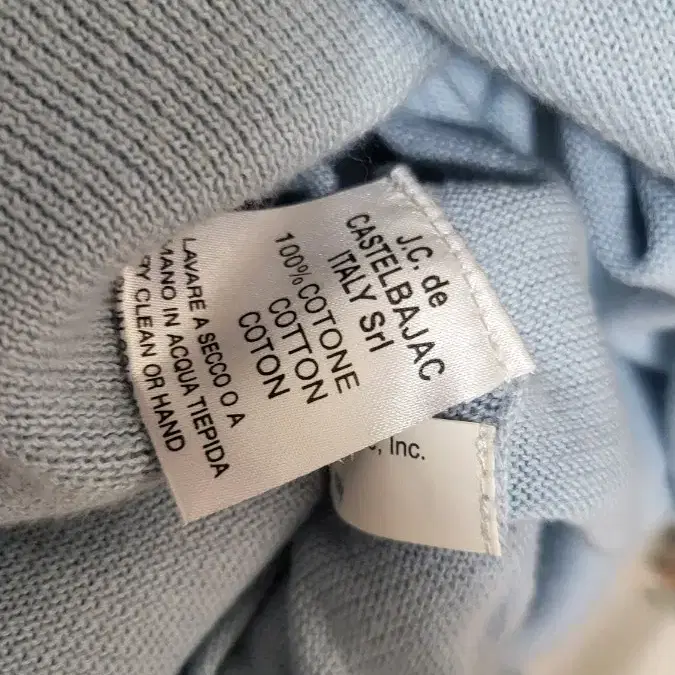 J.C. de
CASTELBAJAC
ITALY Srl
100% COTONE
COTTON
COTON
LAVARE A SECCO O A
MANO IN ACQUA TIEPIDA
CLEAN OR HAND
Inc.